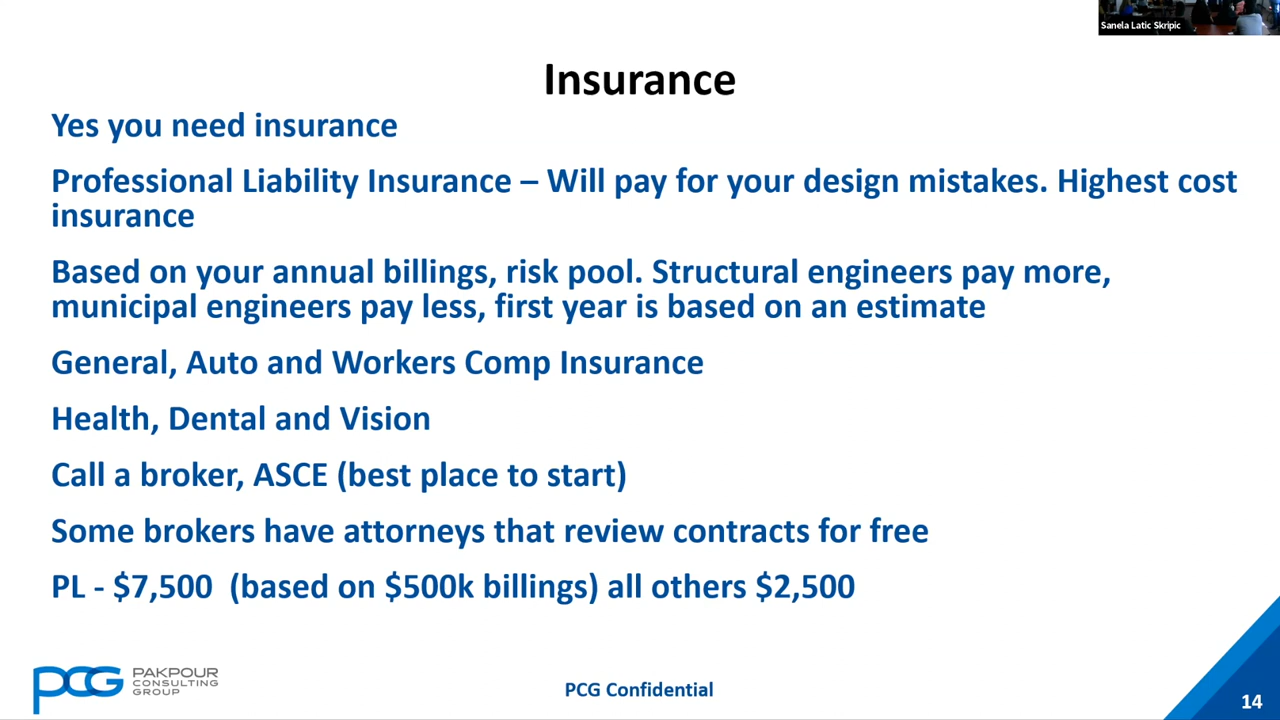 Sanela Latic Skripic
Insurance
Yes you need insurance
Professional Liability Insurance – Will pay for your design mistakes. Highest cost
insurance
Based on your annual billings, risk pool. Structural engineers pay more,
municipal engineers pay less, first year is based on an estimate
General, Auto and Workers Comp Insurance
Health, Dental and Vision
Call a broker, ASCE (best place to start)
Some brokers have attorneys that review contracts for free
PL - $7,500  (based on $500k billings) all others $2,500
PCG PAKPOUR
CONSULTING
GROUP
PCG Confidential
14